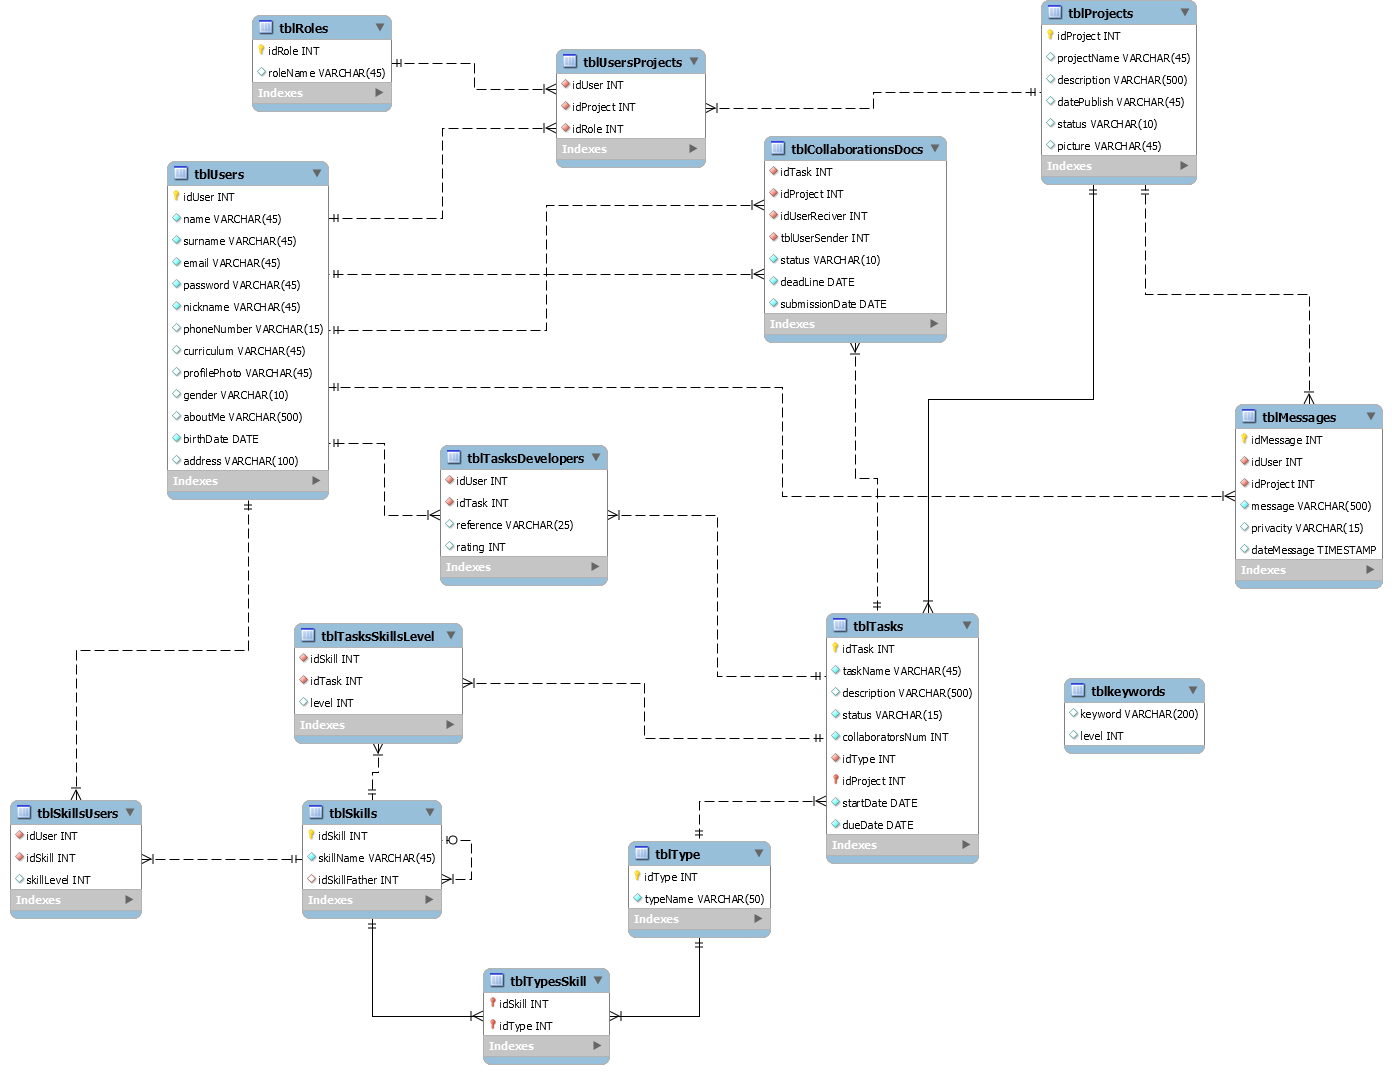 tblRoles
idRole INT
roleName VARCHAR(45)
Indexes
tblUsersProjects
idUser INT
idProject INT
idRole INT
Indexes
tblProjects
idProject INT
projectName VARCHAR(45)
description VARCHAR(500)
datePublish VARCHAR(45)
status VARCHAR(10)
picture VARCHAR(45)
Indexes
tblUsers
idUser INT
name VARCHAR(45)
surname VARCHAR(45)
email VARCHAR(45)
password VARCHAR(45)
nickname VARCHAR(45)
phoneNumber VARCHAR(15)
curriculum VARCHAR(45)
profilePhoto VARCHAR(45)
gender VARCHAR(10)
aboutMe VARCHAR(500)
birthDate DATE
address VARCHAR(100)
Indexes
tblCollaborationsDocs
idTask INT
idProject INT
idUserReciver INT
tblUserSender INT
status VARCHAR(10)
deadLine DATE
submissionDate DATE
Indexes
tblMessages
idMessage INT
idUser INT
idProject INT
message VARCHAR(500)
privacity VARCHAR(15)
dateMessage TIMESTAMP
Indexes
tblTasksDevelopers
idUser INT
idTask INT
reference VARCHAR(25)
rating INT
Indexes
tblTasksSkillsLevel
idSkill INT
idTask INT
level INT
Indexes
tblTasks
idTask INT
taskName VARCHAR(45)
description VARCHAR(500)
status VARCHAR(15)
collaboratorsNum INT
idType INT
idProject INT
startDate DATE
dueDate DATE
Indexes
tblkeywords
keyword VARCHAR(200)
level INT
tblSkillsUsers
idUser INT
idSkill INT
skillLevel INT
Indexes
tblSkills
idSkill INT
skillName VARCHAR(45)
idSkillFather INT
Indexes
tblType
idType INT
typeName VARCHAR(50)
Indexes
tblTypesSkill
idSkill INT
idType INT
Indexes